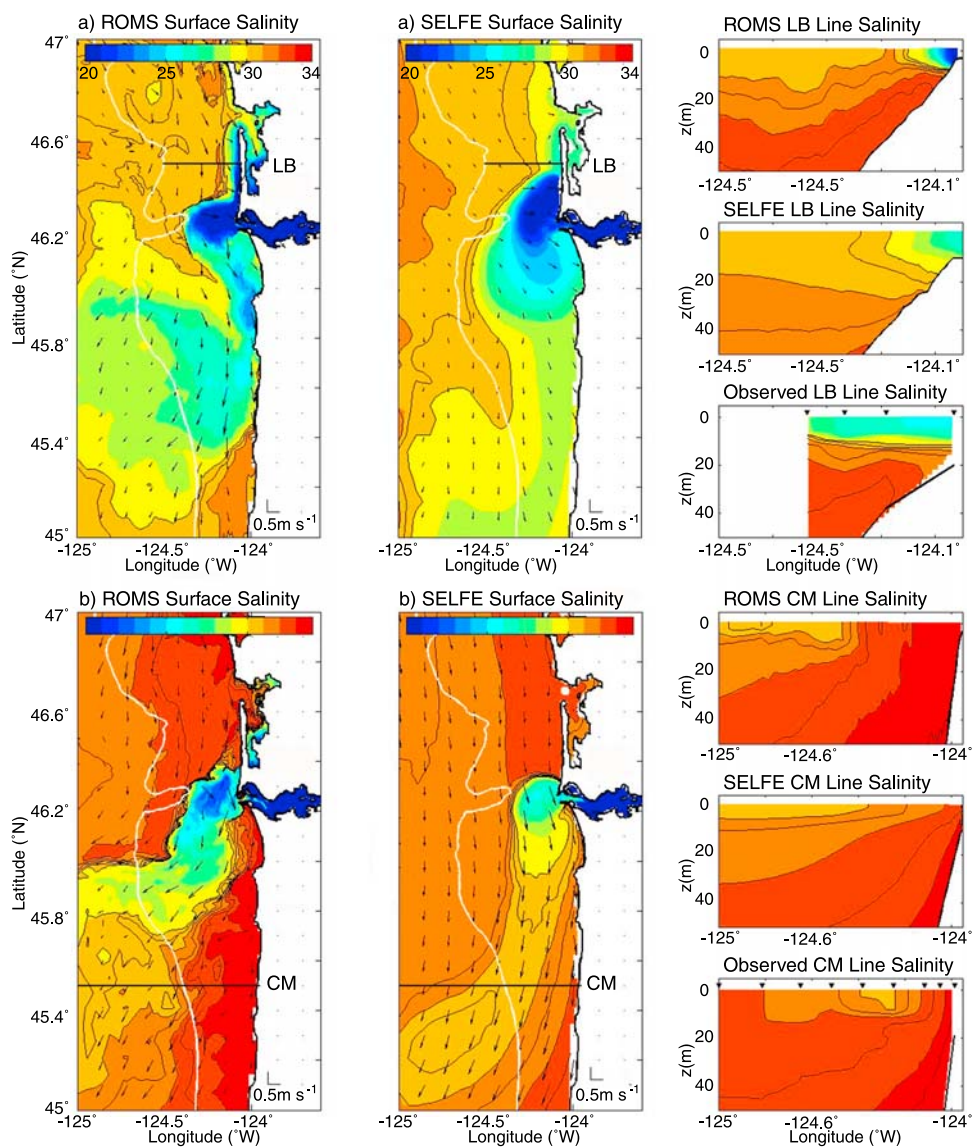 a) ROMS Surface Salinity
20 25 30 34
47°
46.6°
46.2°
45.8°
45.4°
45°
Latitude (°N)
LB
0.5m s⁻¹
-125° -124.5° -124°
Longitude (°W)
a) SELFE Surface Salinity
20 25 30 34
LB
0.5m s⁻¹
-125° -124.5° -124°
Longitude (°W)
ROMS LB Line Salinity
0
20
40
z(m)
-124.5° -124.5° -124.1°
SELFE LB Line Salinity
0
20
40
z(m)
-124.5° -124.5° -124.1°
Observed LB Line Salinity
0
20
40
z(m)
-124.5° -124.5° -124.1°
Longitude (°W)
b) ROMS Surface Salinity
47°
46.6°
46.2°
45.8°
45.4°
45°
Latitude (°N)
CM
0.5m s⁻¹
-125° -124.5° -124°
Longitude (°W)
b) SELFE Surface Salinity
CM
0.5m s⁻¹
-125° -124.5° -124°
Longitude (°W)
ROMS CM Line Salinity
0
20
40
z(m)
-125° -124.6° -124°
SELFE CM Line Salinity
0
20
40
z(m)
-125° -124.6° -124°
Observed CM Line Salinity
0
20
40
z(m)
-125° -124.6° -124°
Longitude (°W)